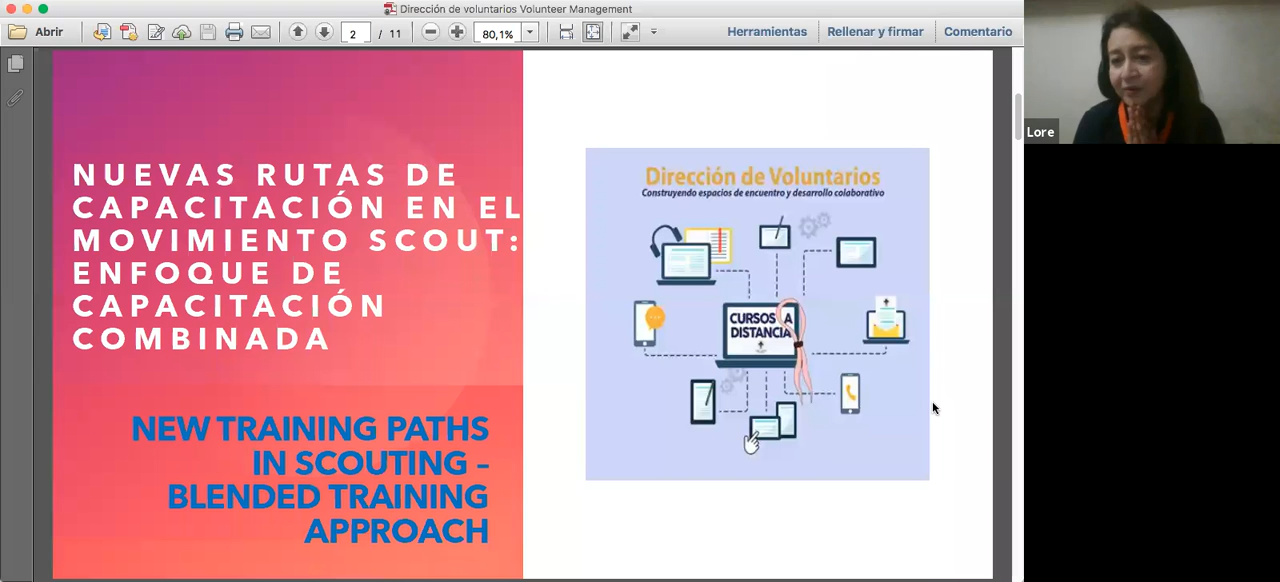 Dirección de voluntarios Volunteer Management
Abrir
2
/ 11
80,1%
Herramientas
Rellenar y firmar
Comentario
Lore
NUEVAS RUTAS DE
CAPACITACIÓN EN EL
MOVIMIENTO SCOUT:
ENFOQUE DE
CAPACITACIÓN
COMBINADA
NEW TRAINING PATHS
IN SCOUTING –
BLENDED TRAINING
APPROACH
Dirección de Voluntarios
Construyendo espacios de encuentro y desarrollo colaborativo
CURSOS A
DISTANCIA